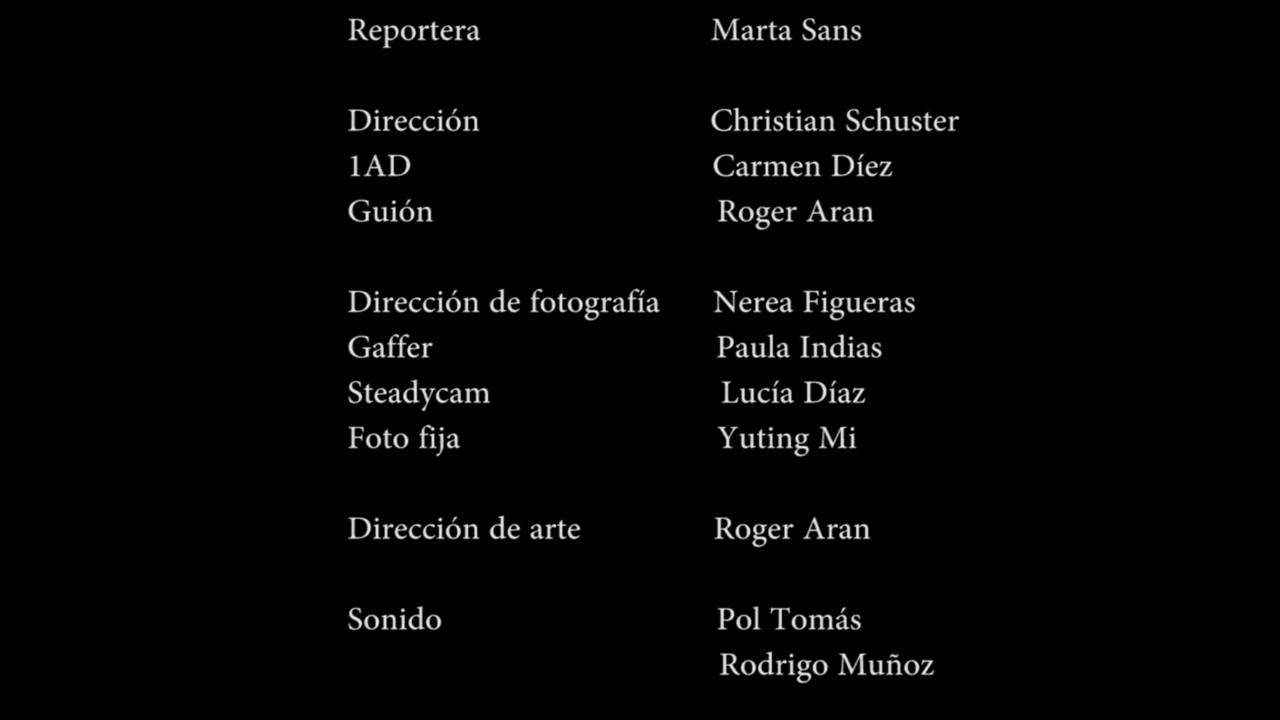 Reportera Marta Sans
Dirección Christian Schuster
1AD Carmen Díez
Guión Roger Aran
Dirección de fotografía Nerea Figueras
Gaffer Paula Indias
Steadycam Lucía Díaz
Foto fija Yuting Mi
Dirección de arte Roger Aran
Sonido Pol Tomás
Rodrigo Muñoz